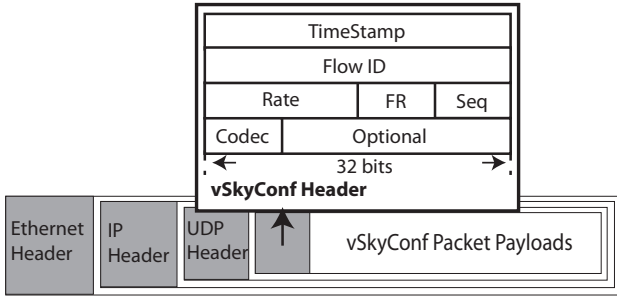 TimeStamp
Flow ID
Rate FR Seq
Codec Optional
32 bits
vSkyConf Header
Ethernet Header
IP Header
UDP Header
vSkyConf Packet Payloads